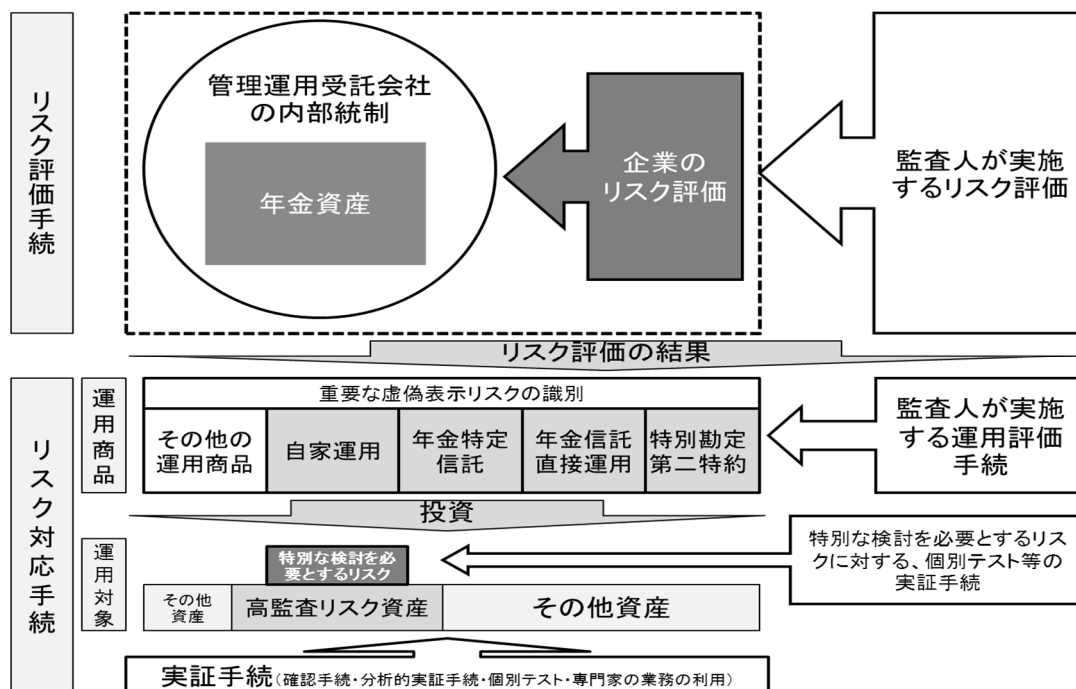 リスク評価手続
管理運用受託会社
の内部統制
年金資産
企業の
リスク評価
監査人が実施
するリスク評価
リスク評価の結果
リスク対応手続
運用商品
重要な虚偽表示リスクの識別
その他の
運用商品
自家運用
年金特定
信託
年金信託
直接運用
特別勘定
第二特約
監査人が実施
する運用評価
手続
投資
運用対象
特別な検討を必
要とするリスク
特別な検討を必要とするリス
クに対する、個別テスト等の
実証手続
その他
資産
高監査リスク資産
その他資産
実証手続(確認手続・分析的実証手続・個別テスト・専門家の業務の利用)